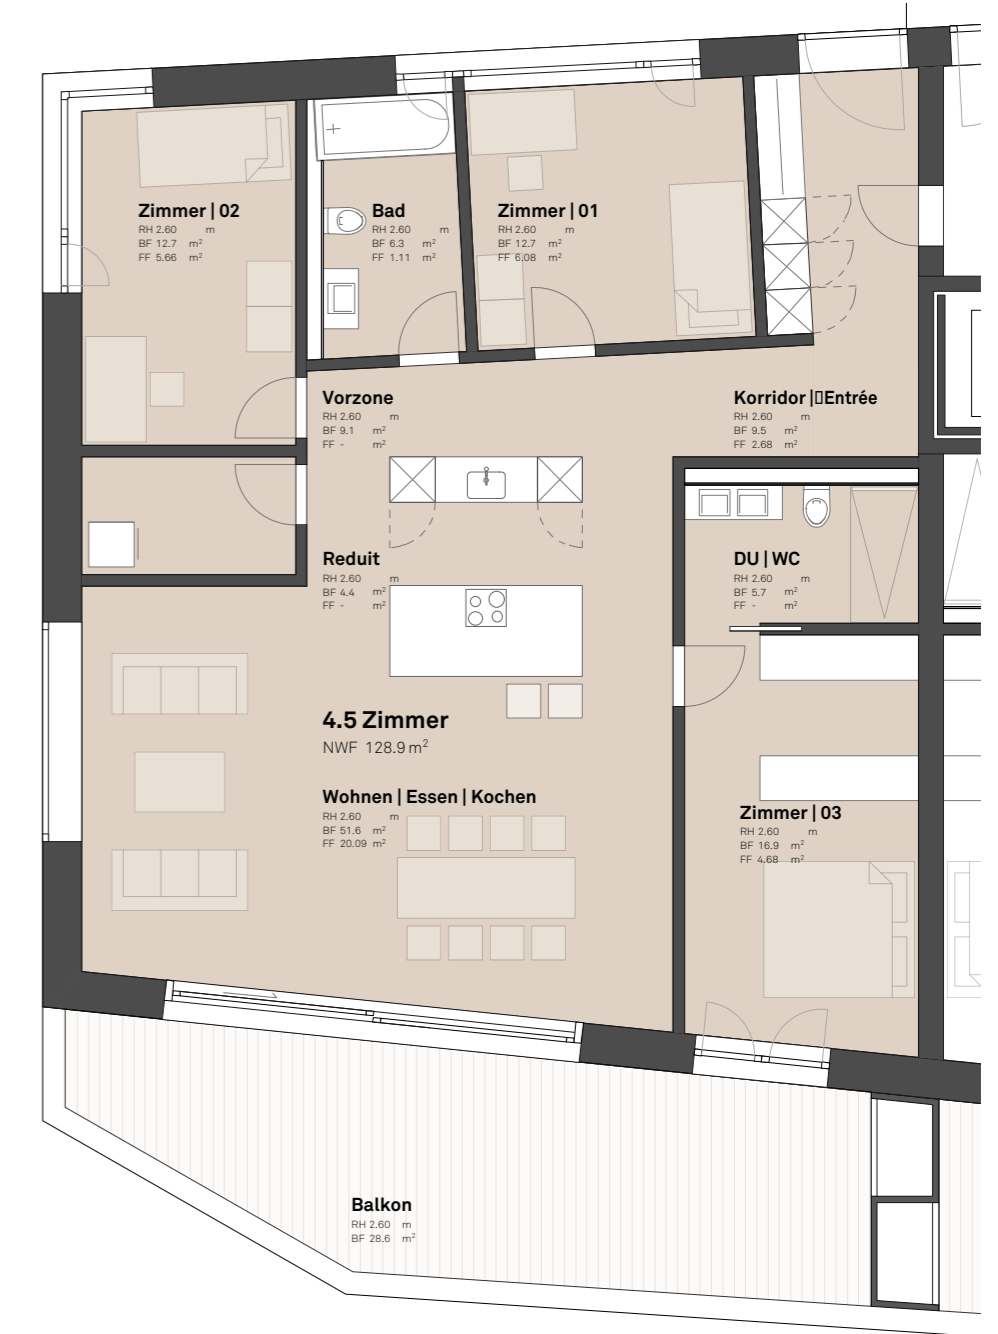 Zimmer | 02
RH 2.60 m
BF 12.7 m²
FF 5.66 m²
Bad
RH 2.60 m
BF 6.3 m²
FF 1.11 m²
Zimmer | 01
RH 2.60 m
BF 12.7 m²
FF 6.08 m²
Vorzone
RH 2.60 m
BF 9.1 m²
FF - m²
Korridor |▯Entrée
RH 2.60 m
BF 9.5 m²
FF 2.68 m²
Reduit
RH 2.60 m
BF 4.4 m²
FF - m²
DU | WC
RH 2.60 m
BF 5.7 m²
FF - m²
4.5 Zimmer
NWF 128.9 m²
Wohnen | Essen | Kochen
RH 2.60 m
BF 51.6 m²
FF 20.09 m²
Zimmer | 03
RH 2.60 m
BF 16.9 m²
FF 4.68 m²
Balkon
RH 2.60 m
BF 28.6 m²